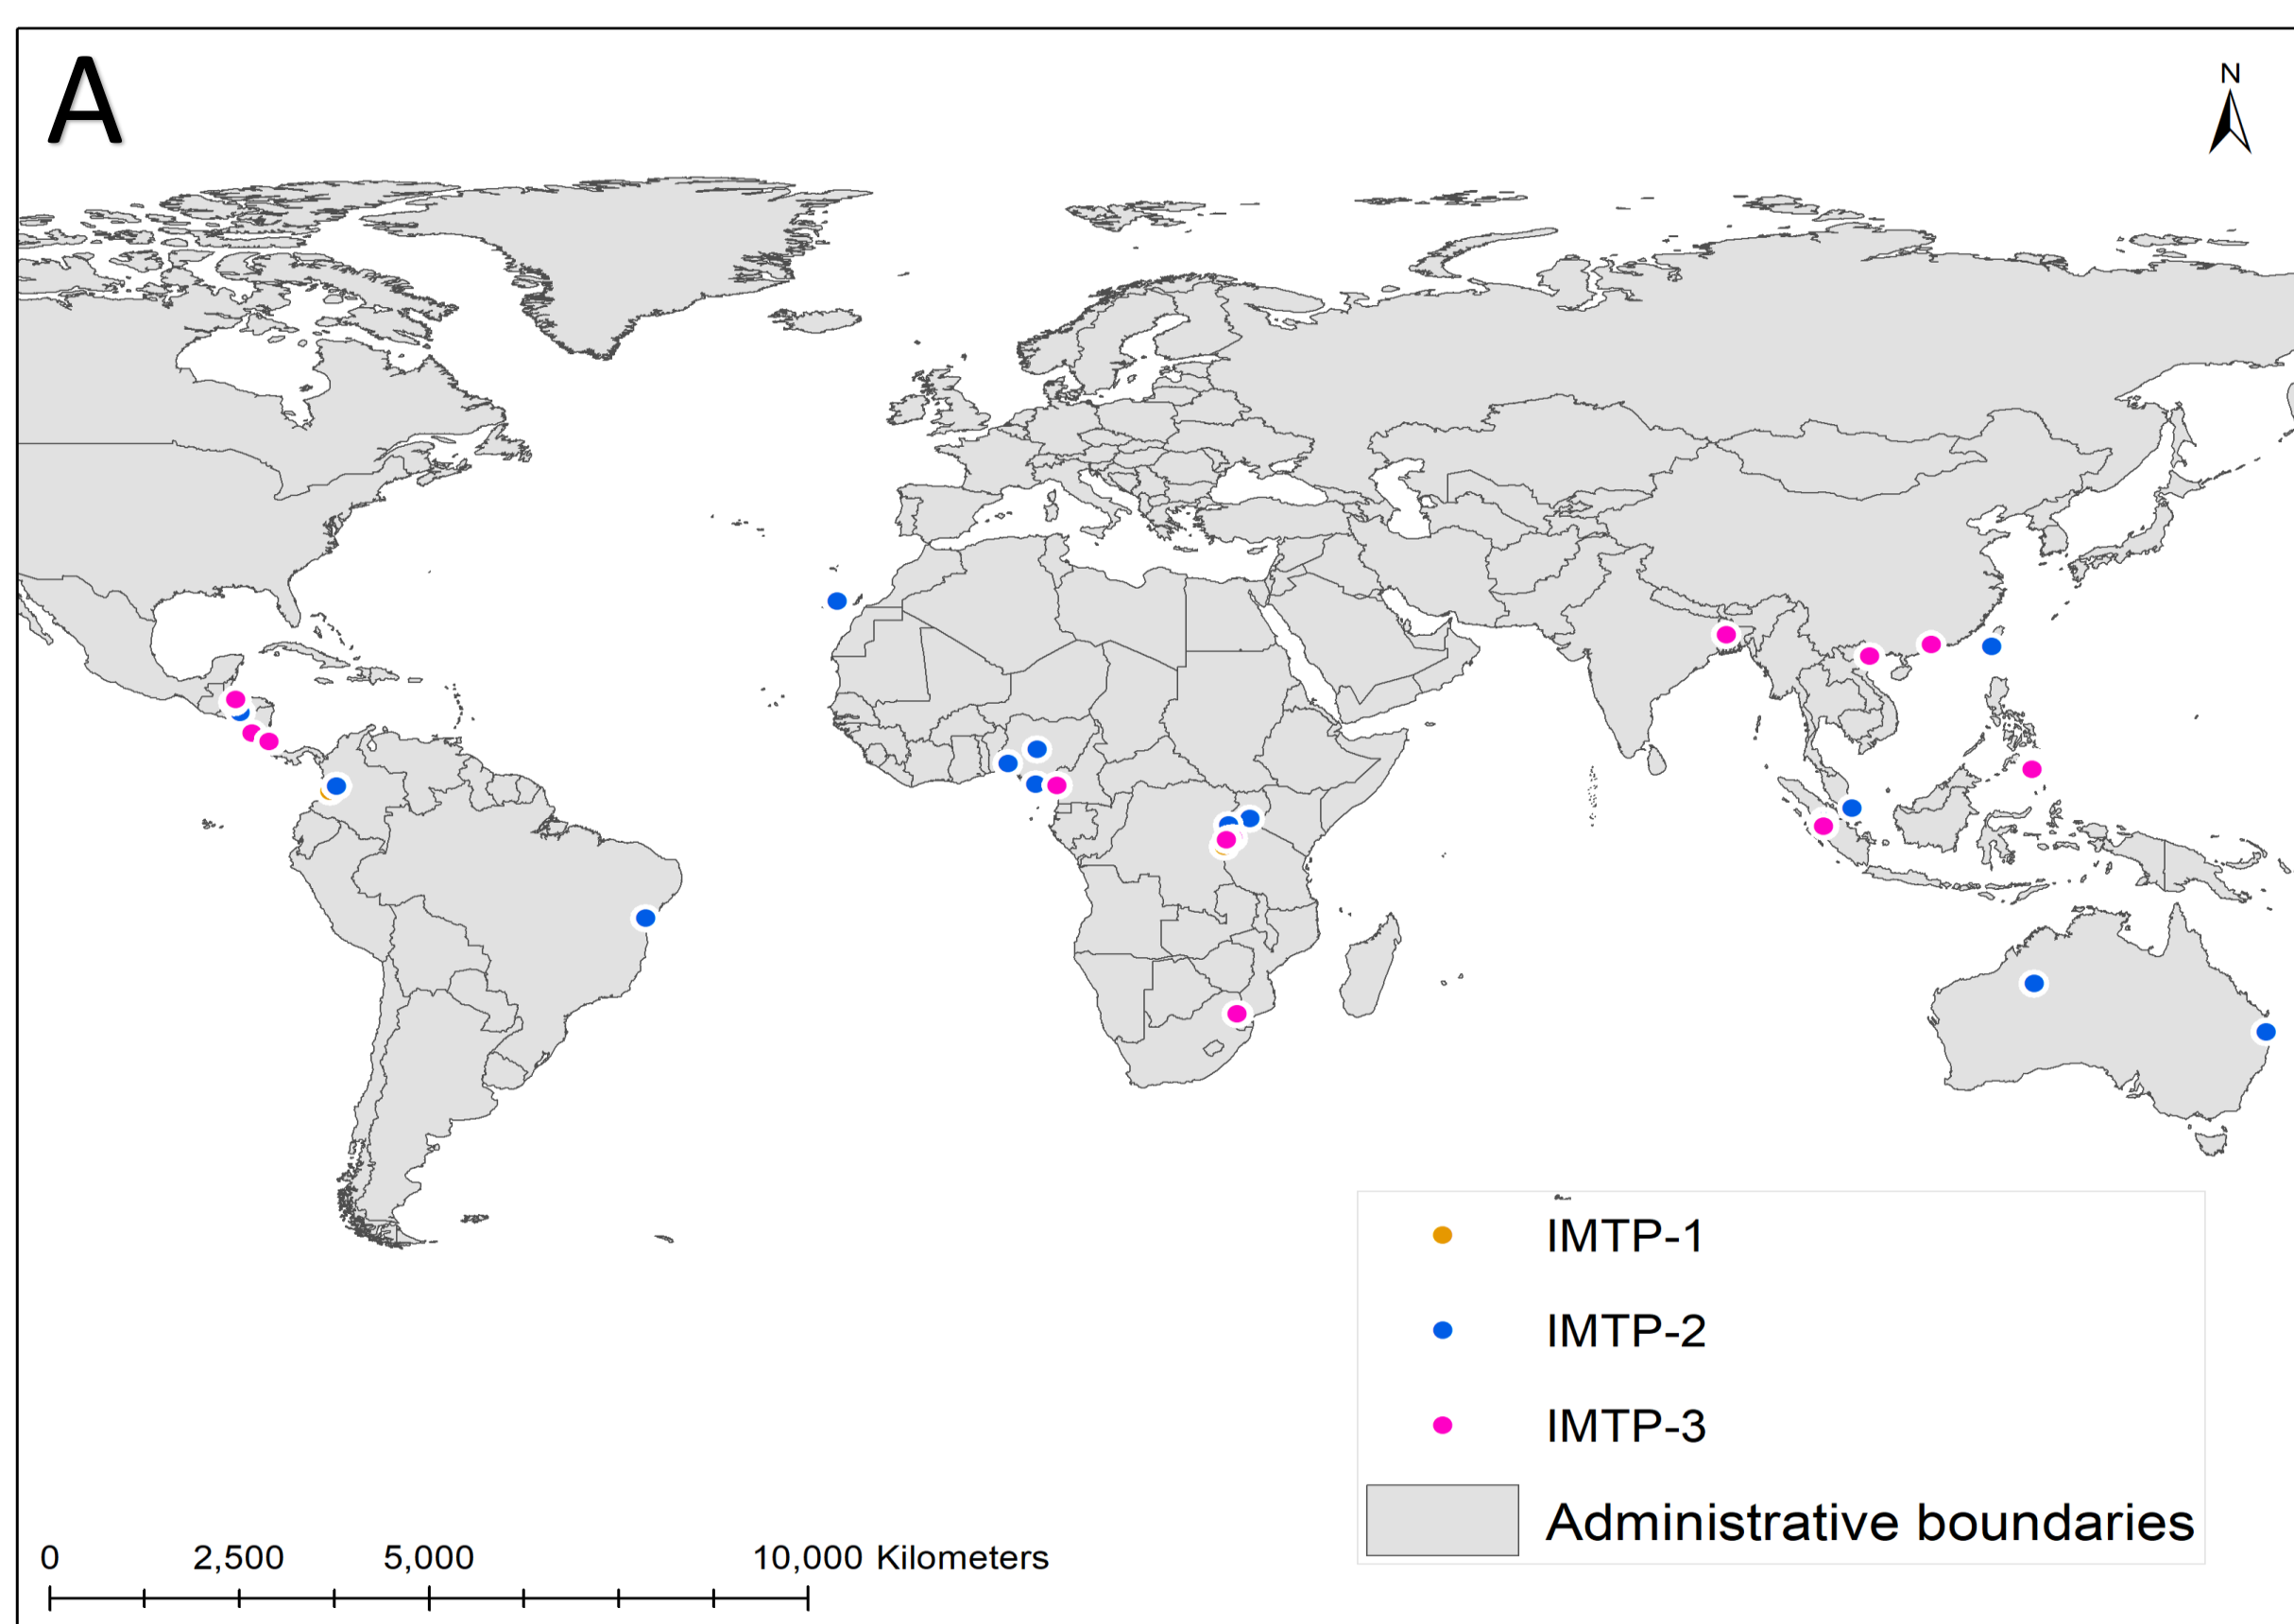 A
N
IMTP-1
IMTP-2
IMTP-3
Administrative boundaries
0 2,500 5,000 10,000 Kilometers